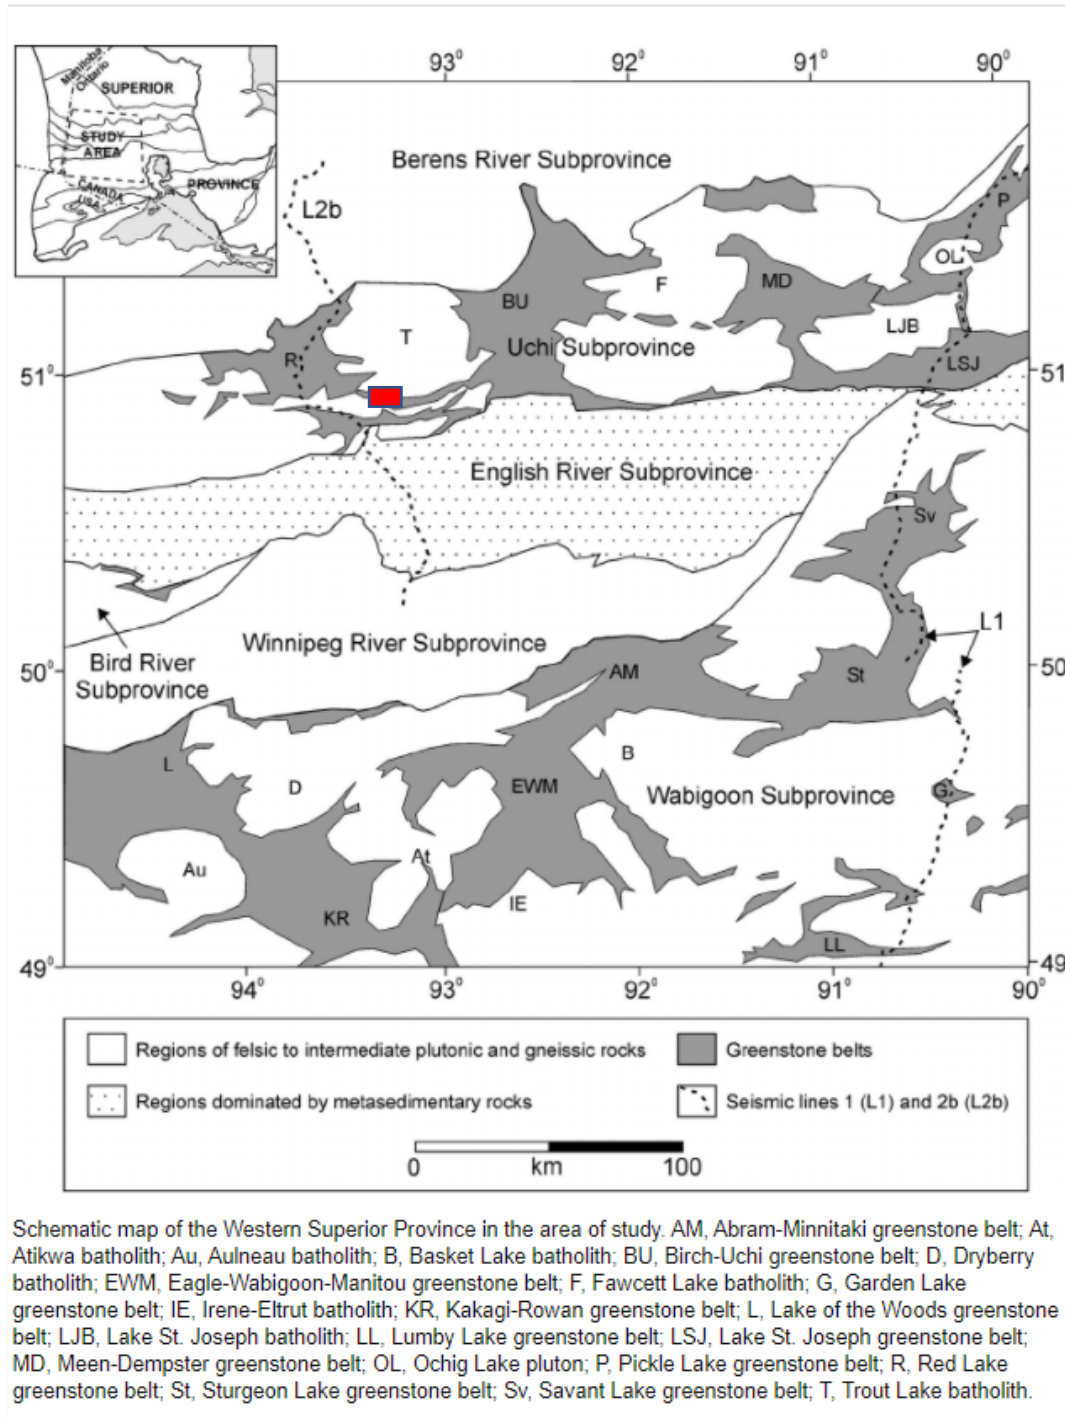 93°
92°
91°
90°
Manitoba
Ontario
SUPERIOR
STUDY
AREA
PROVINCE
CANADA
USA
Berens River Subprovince
L2b
P
OL
F
MD
BU
LJB
T
Uchi Subprovince
R
LSJ
51°
51
English River Subprovince
Sv
L1
Winnipeg River Subprovince
Bird River
Subprovince
50°
50
AM
St
B
L
D
EWM
Wabigoon Subprovince
G
At
Au
IE
KR
LL
49°
49
94°
93°
92°
91°
90°
Regions of felsic to intermediate plutonic and gneissic rocks
Greenstone belts
Regions dominated by metasedimentary rocks
Seismic lines 1 (L1) and 2b (L2b)
0 km 100
Schematic map of the Western Superior Province in the area of study. AM, Abram-Minnitaki greenstone belt; At,
Atikwa batholith; Au, Aulneau batholith; B, Basket Lake batholith; BU, Birch-Uchi greenstone belt; D, Dryberry
batholith; EWM, Eagle-Wabigoon-Manitou greenstone belt; F, Fawcett Lake batholith; G, Garden Lake
greenstone belt; IE, Irene-Eltrut batholith; KR, Kakagi-Rowan greenstone belt; L, Lake of the Woods greenstone
belt; LJB, Lake St. Joseph batholith; LL, Lumby Lake greenstone belt; LSJ, Lake St. Joseph greenstone belt;
MD, Meen-Dempster greenstone belt; OL, Ochig Lake pluton; P, Pickle Lake greenstone belt; R, Red Lake
greenstone belt; St, Sturgeon Lake greenstone belt; Sv, Savant Lake greenstone belt; T, Trout Lake batholith.